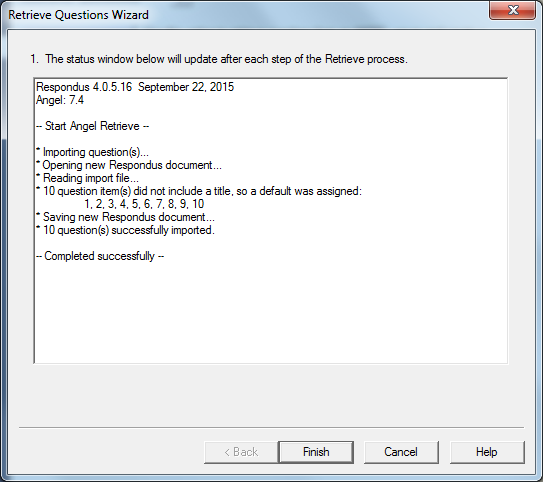 Retrieve Questions Wizard
1. The status window below will update after each step of the Retrieve process.
Respondus 4.0.5.16 September 22, 2015
Angel: 7.4
-- Start Angel Retrieve --
* Importing question(s)...
* Opening new Respondus document...
* Reading import file...
* 10 question item(s) did not include a title, so a default was assigned:
1, 2, 3, 4, 5, 6, 7, 8, 9, 10
* Saving new Respondus document...
* 10 question(s) successfully imported.
-- Completed successfully --
< Back Finish Cancel Help